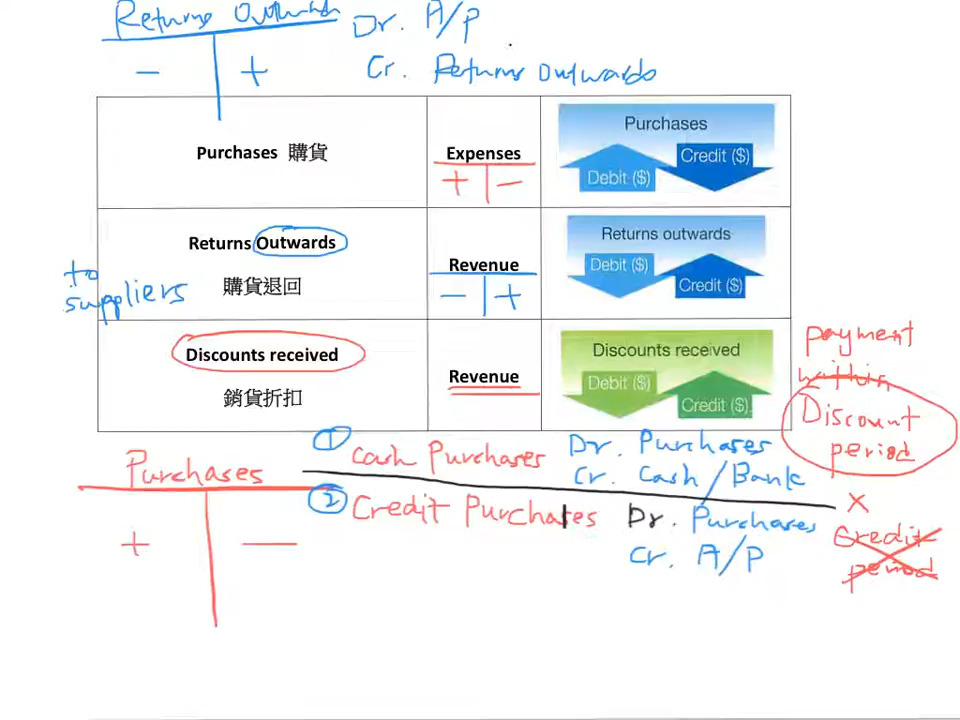 Returns Outwards
Dr. A/P
Cr. Returns Outwards
− +
Purchases 購貨
Expenses
+ −
Purchases
Debit ($)
Credit ($)
Returns Outwards
購貨退回
to
suppliers
Revenue
− +
Returns outwards
Debit ($)
Credit ($)
Discounts received
銷貨折扣
Revenue
Discounts received
Debit ($)
Credit ($)
payment
within
Discount
period
× Credit
period
Purchases
+ −
① Cash Purchases
Dr. Purchases
Cr. Cash/Bank
② Credit Purchases
Dr. Purchases
Cr. A/P